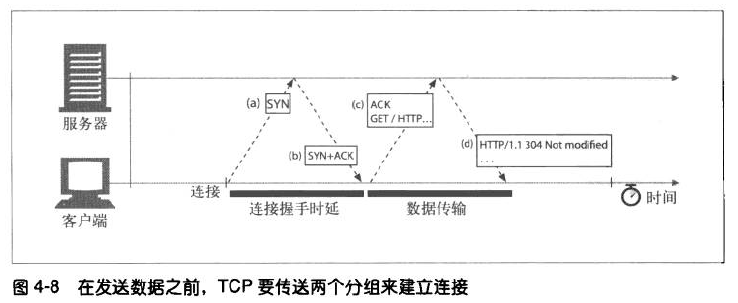 服务器
(a) SYN
(b) SYN+ACK
(c) ACK
GET / HTTP...
(d) HTTP/1.1 304 Not modified
. . .
连接
连接握手时延
数据传输
时间
客户端
图 4-8 在发送数据之前，TCP 要传送两个分组来建立连接